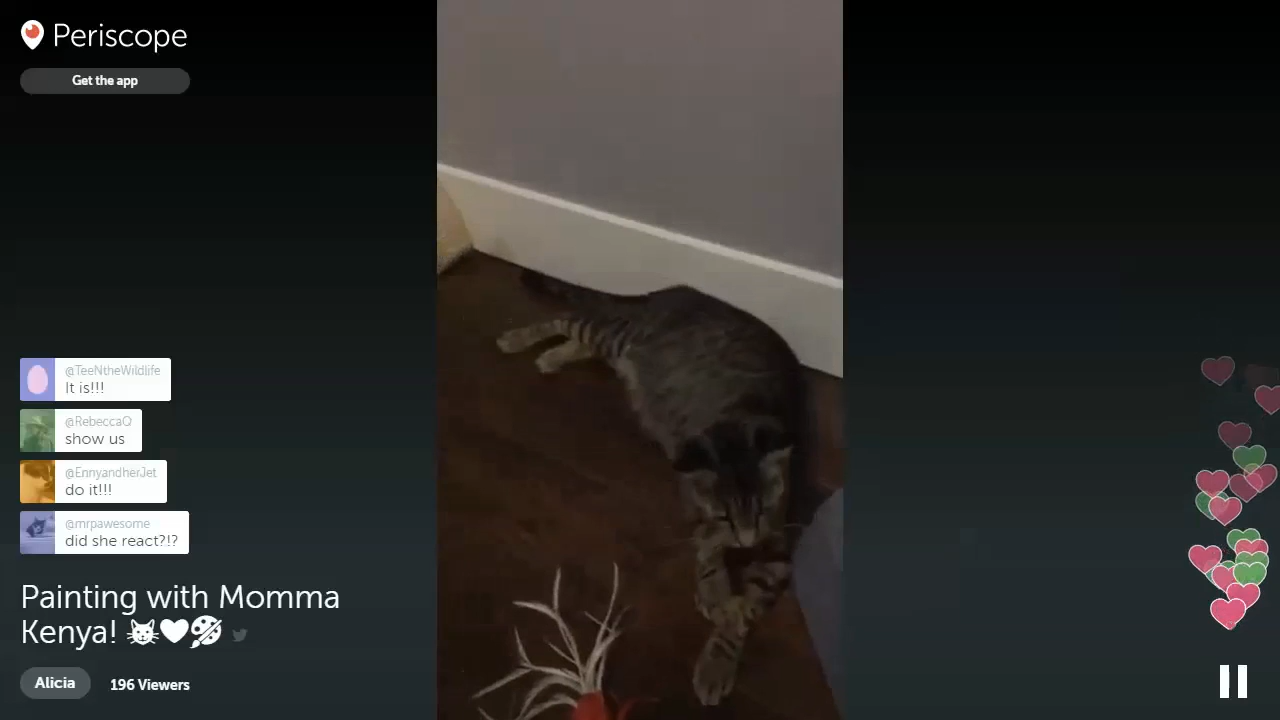 Periscope
Get the app
@TeeNtheWildlife
It is!!!
@RebeccaQ
show us
@EnnyandherJet
do it!!!
@mrpawesome
did she react?!?
Painting with Momma
Kenya! 🐱❤🎨
Alicia
196 Viewers